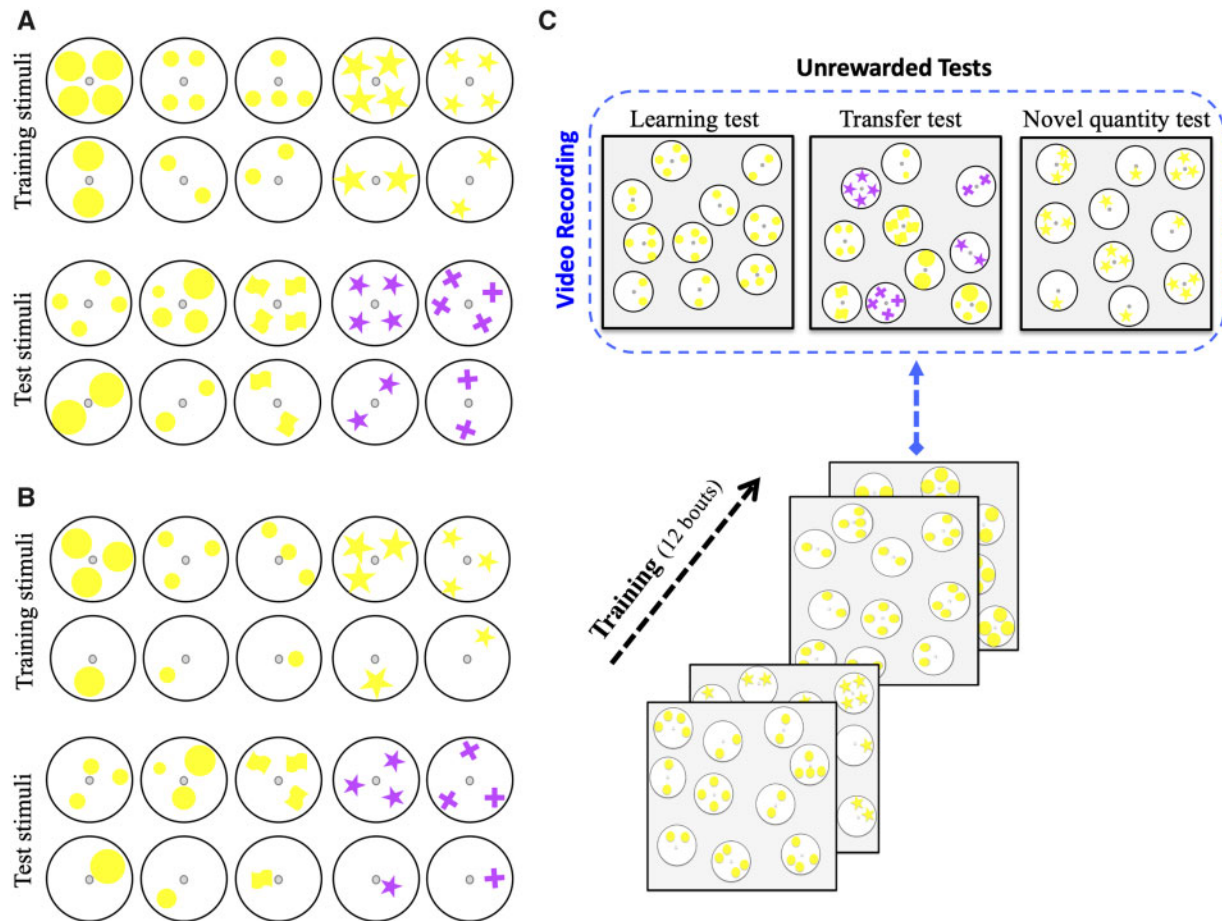 A
Training stimuli
Test stimuli
B
Training stimuli
Test stimuli
C
Unrewarded Tests
Video Recording
Learning test
Transfer test
Novel quantity test
Training (12 bouts)